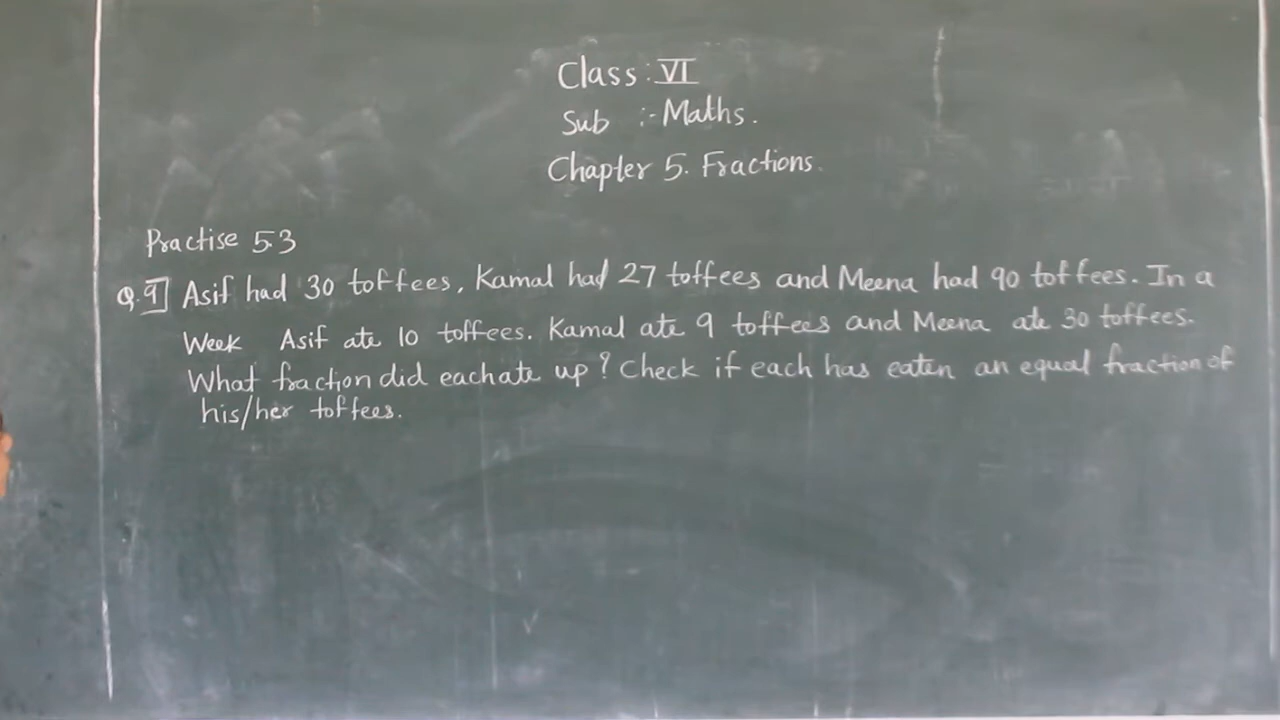 Class : VI
Sub :- Maths.
Chapter 5. Fractions.
Practise 5.3
Q.9] Asif had 30 toffees, Kamal had 27 toffees and Meena had 90 toffees. In a
Week Asif ate 10 toffees. Kamal ate 9 toffees and Meena ate 30 toffees.
What fraction did each ate up? Check if each has eaten an equal fraction of
his/her toffees.